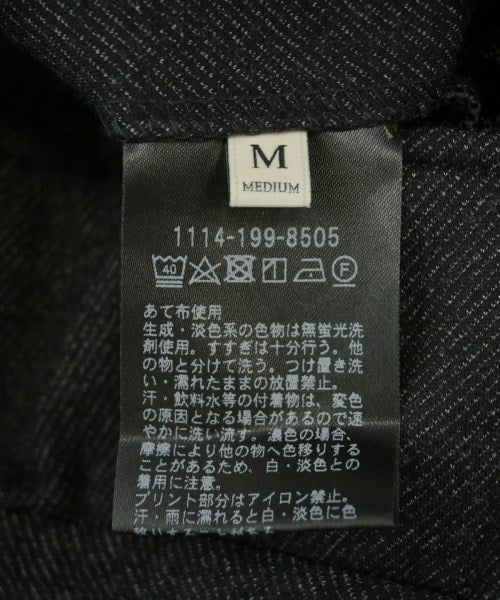 M
MEDIUM
1114-199-8505
40
F
あて布使用
生成・淡色系の色物は無蛍光洗
剤使用。すすぎは十分行う。他
の物と分けて洗う。つけ置き洗
い・濡れたままの放置禁止。
汗・飲料水等の付着物は、変色
の原因となる場合があるので速
やかに洗い流す。濃色の場合、
摩擦により他の物へ色移りする
ことがあるため、白・淡色との
着用に注意
プリント部分はアイロン禁止。
汗・雨に濡れると白・淡色に色